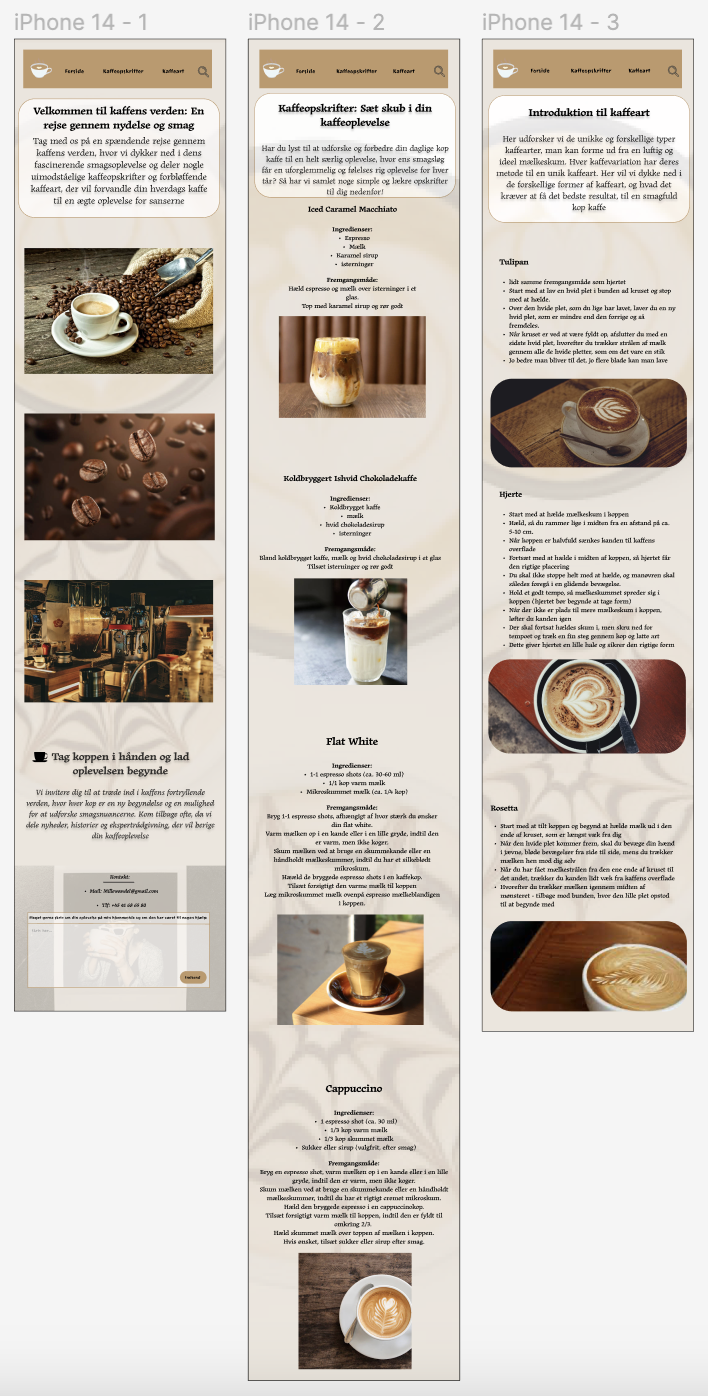 iPhone 14 - 1
Forside
Kaffeopskrifter
Kaffeart
Velkommen til kaffens verden: En
rejse gennem nydelse og smag
Tag med os på en spændende rejse gennem
kaffens verden, hvor vi dykker ned i dens
fascinerende smagsoplevelse og deler nogle
uimodståelige kaffeopskrifter og forbløffende
kaffeart, der vil forvandle din hverdags kaffe
til en ægte oplevelse for sanserne
Tag koppen i hånden og lad
oplevelsen begynde
Vi invitere dig til at træde ind i kaffens fortryllende
verden, hvor hver kop er en ny begyndelse og en mulighed
for at udforske smagsnuancerne. Kom tilbage ofte, da vi
dele nyheder, historier og ekspertrådgivning, der vil berige
din kaffeoplevelse
Kontakt:
• Mail: Millewedel@gmail.com
• Tlf: +45 42 68 65 82
Indsend
iPhone 14 - 2
Forside
Kaffeopskrifter
Kaffeart
Kaffeopskrifter: Sæt skub i din
kaffeoplevelse
Har du lyst til at udforske og forbedre din daglige kop
kaffe til en helt særlig oplevelse, hvor ens smagsløg
får en uforglemmelig og følelses rig oplevelse for hver
tår? Så har vi samlet noge simple og lækre opskrifter
til dig nedenfor!
Iced Caramel Macchiato
Ingredienser:
• Espresso
• Mælk
• Karamel sirup
• isterninger
Fremgangsmåde:
Hæld espresso og mælk over isterninger i et
glas.
Top med karamel sirup og rør godt
Koldbryggert Ishvid Chokoladekaffe
Ingredienser:
• Koldbrygget kaffe
• mælk
• hvid chokoladesirup
• isterninger
Fremgangsmåde:
Bland koldbrygget kaffe, mælk og hvid chokoladesirup i et glas
Tilsæt isterninger og rør godt
Flat White
Ingredienser:
• 1-1 espresso shots (ca. 30-60 ml)
• 1/1 kop varm mælk
• Mikroskummet mælk (ca. 1/4 kop)
Fremgangsmåde:
Bryg 1-1 espresso shots, afhængigt af hvor stærk du ønsker
din flat white.
Varm mælken op i en kande eller i en lille gryde, indtil den
er varm, men ikke koger.
Skum mælken ved at bruge en skummekande eller en
håndholdt mælkeskummer, indtil du har et silkeblødt
mikroskum.
Hææld de bryggede espresso shots i en kaffekop.
Tilsæt forsigtigt den varme mælk til koppen
Læg mikroskummet mælk ovenpå espresso mælkeblandigen
i koppen.
Cappuccino
Ingredienser:
• 1 espresso shot (ca. 30 ml)
• 1/3 kop varm mælk
• 1/3 kop skummet mælk
• Sukker eller sirup (valgfrit, efter smag)
Fremgangsmåde:
Bryg en espresso shot, varm mælken op i en kande eller i en lille
gryde, indtil den er varm, men ikke koger.
Skum mælken ved at bruge en skummekande eller en håndholdt
mælkeskummer, indtil du har et rigtigt cremet mikroskum.
Hæld den bryggede espresso i en cappuccinokop.
Tilsæt forsigtigt varm mælk til koppen, indtil den er fyldt til
omkring 2/3.
Hæld skummet mælk over toppen af mælken i koppen.
Hvis ønsket, tilsæt sukker eller sirup efter smag.
iPhone 14 - 3
Forside
Kaffeopskrifter
Kaffeart
Introduktion til kaffeart
Her udforsker vi de unikke og forskellige typer
kaffearter, man kan forme ud fra en luftig og
ideel mælkeskum. Hver kaffevariation har deres
metode til en unik kaffeart. Her vil vi dykke ned i
de forskellige former af kaffeart, og hvad det
kræver at få det bedste resultat, til en smagfuld
kop kaffe
Tulipan
• lidt samme fremgangsmåde som hjertet
• Start med at lav en hvid plet i bunden ad kruset og stop
med at hælde.
• Over den hvide plet, som du lige har lavet, laver du en ny
hvid plet, som er mindre end den forrige og så
fremdeles.
• Når kruset er ved at være fyldt op, afslutter du med en
sidste hvid plet, hvorefter du trækker strålen af mælk
gennem alle de hvide pletter, som om det vare en stik
• Jo bedre man bliver til det, jo flere blade kan man lave
Hjerte
• Start med at hælde mælkeskum i koppen
• Hæld, så du rammer lige i midten fra en afstand på ca.
5-10 cm.
• Når koppen er halvfuld sænkes kanden til kaffens
overflade
• Fortsæt med at hælde i midten af koppen, så hjertet får
den rigtige placering
• Du skal ikke stoppe helt med at hælde, og manøvren skal
således foregå i en glidende bevægelse.
• Hold et godt tempo, så mælkeskummet spreder sig i
koppen (hjertet bør begynde at tage form)
• Når der ikke er plads til mere mælkeskum i koppen,
løfter du kanden igen
• Der skal fortsat hældes skum i, men skru ned for
tempoet og træk en fin steg gennem kop og latte art
• Dette giver hjertet en lille hale og sikrer den rigtige form
Rosetta
• Start med at tilt koppen og begynd at hælde mælk ud i den
ende af kruset, som er længst væk fra dig
• Når den hvide plet kommer frem, skal du bevæge din hånd
i jævne, bløde bevægelser fra side til side, mens du trækker
mælken hen mod dig selv
• Når du har fået mælkestrålen fra den ene ende af kruset til
det andet, trækker du kanden lidt væk fra kaffens overflade
• Hvorefter du trækker mælken igennem midten af
mønsteret - tilbage mod bunden, hvor den lille plet opstod
til at begynde med